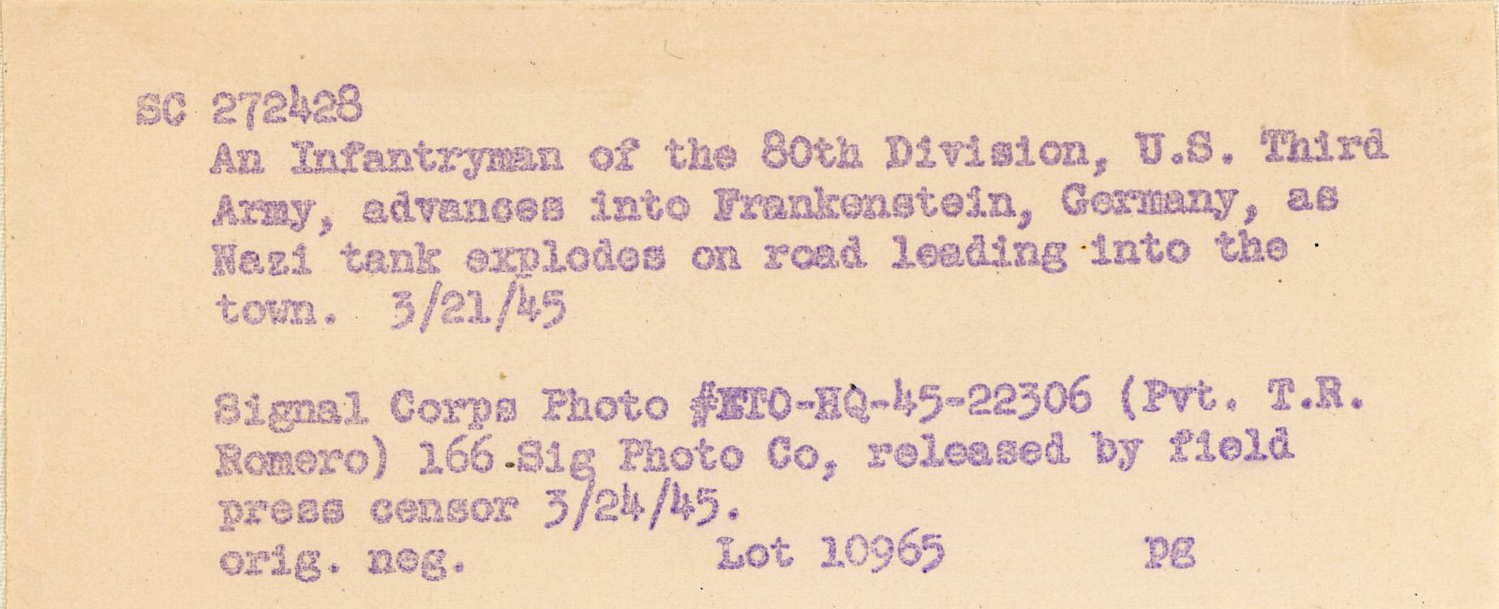 SC 272428
An Infantryman of the 80th Division, U.S. Third
Army, advances into Frankenstein, Germany, as
Nazi tank explodes on road leading into the
town.  3/21/45
Signal Corps Photo #ETO-HQ-45-22306 (Pvt. T.R.
Romero) 166 Sig Photo Co, released by field
press censor 3/24/45.
orig. neg. Lot 10965 pg